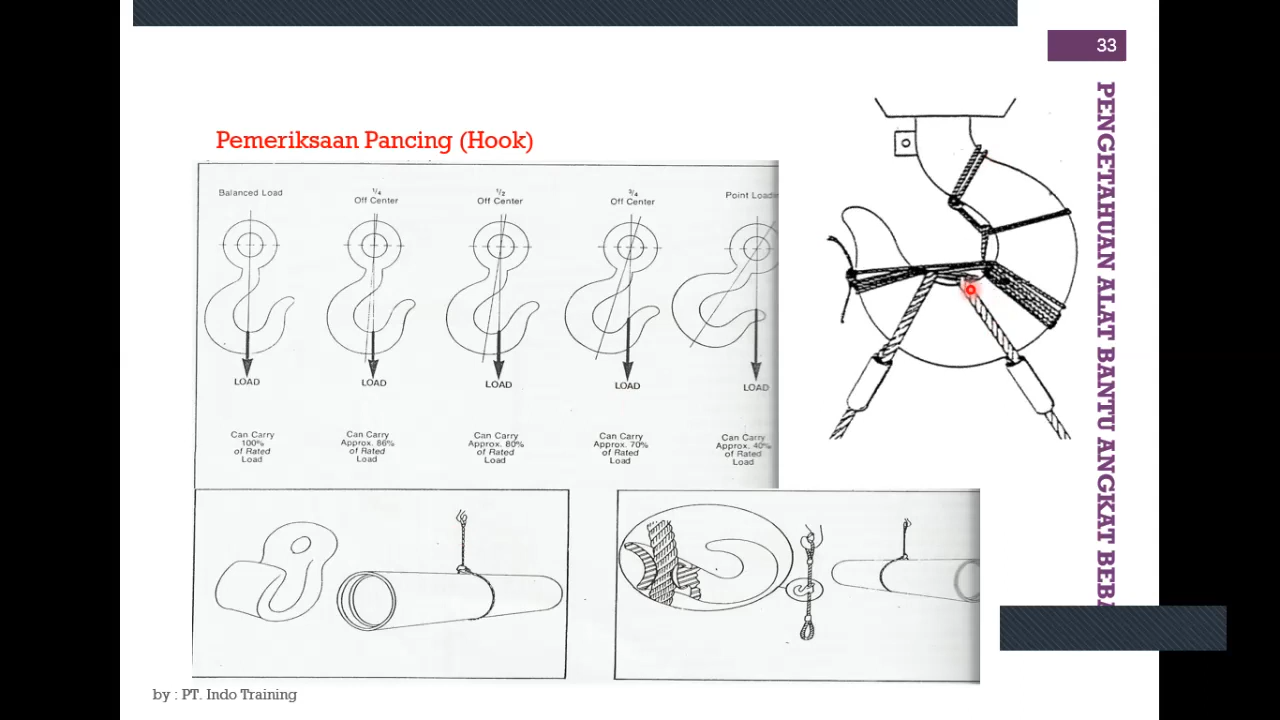 33
Pemeriksaan Pancing (Hook)
Balanced Load
1/4
Off Center
1/2
Off Center
3/4
Off Center
Point Loadin
LOAD
LOAD
LOAD
LOAD
LOAD
Can Carry
100%
of Rated
Load
Can Carry
Approx. 86%
of Rated
Load
Can Carry
Approx. 80%
of Rated
Load
Can Carry
Approx. 70%
of Rated
Load
Can Carry
Approx. 40%
of Rated
Load
PENGETAHUAN ALAT BANTU ANGKAT BEBA
by : PT. Indo Training